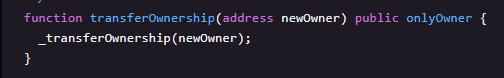 function transferOwnership(address newOwner) public onlyOwner {
_transferOwnership(newOwner);
}